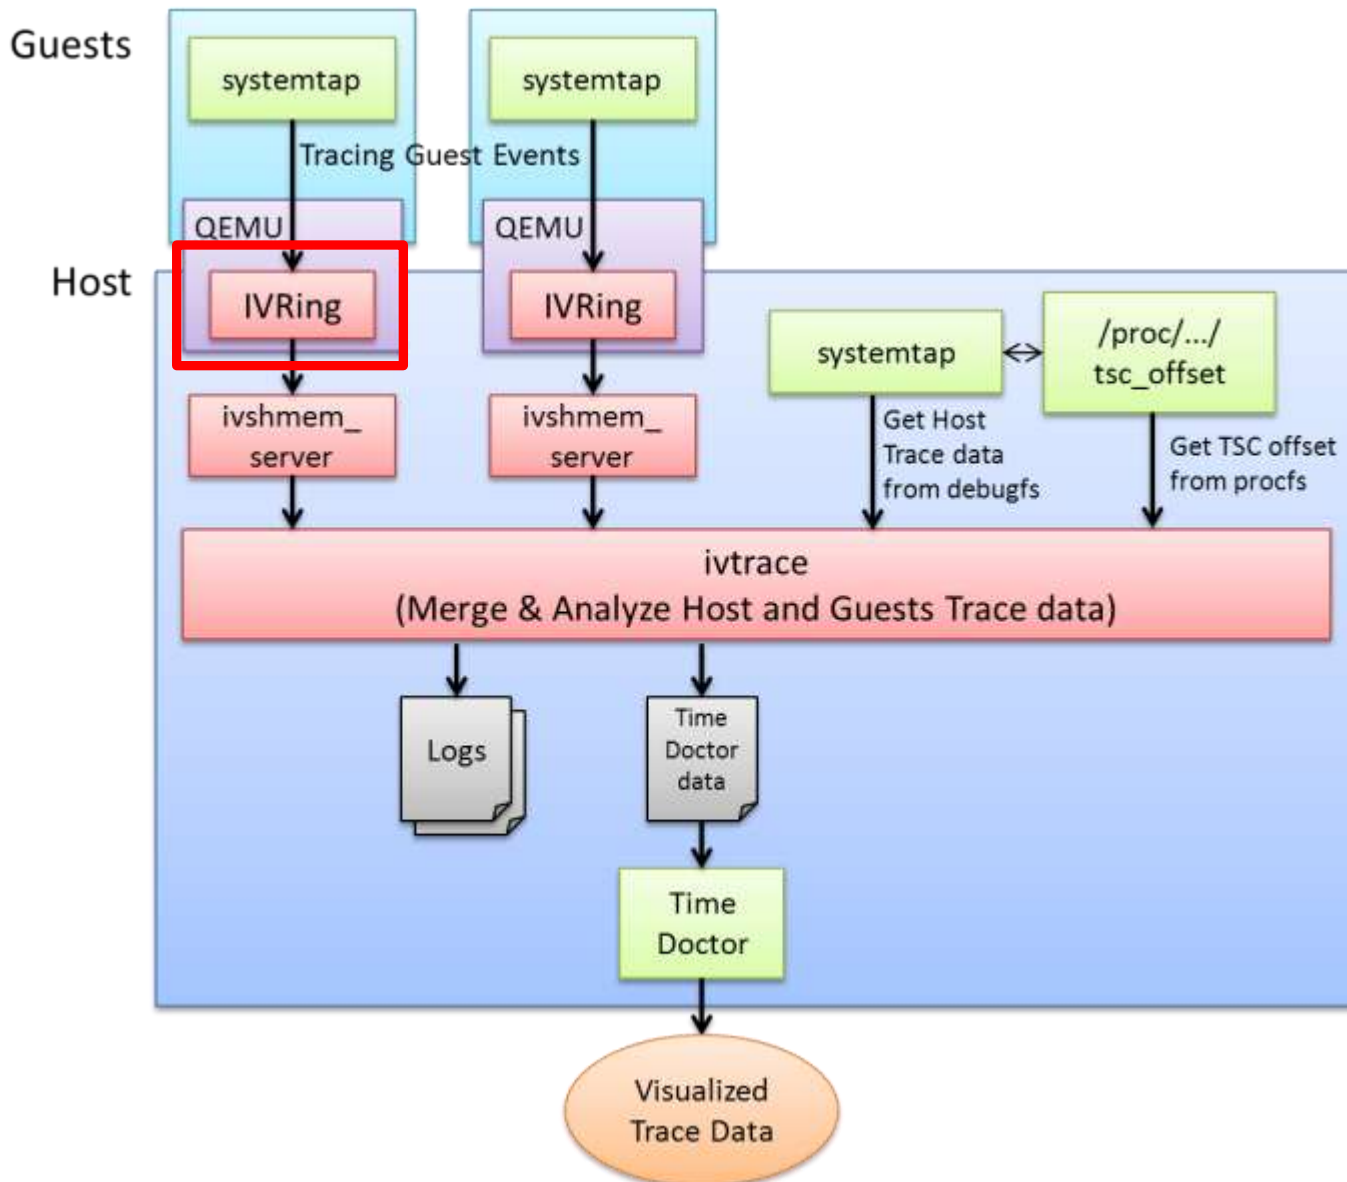 Guests
systemtap
systemtap
Tracing Guest Events
QEMU
QEMU
Host
IVRing
IVRing
systemtap
<->
/proc/.../
tsc_offset
ivshmem_
server
ivshmem_
server
Get Host
Trace data
from debugfs
Get TSC offset
from procfs
ivtrace
(Merge & Analyze Host and Guests Trace data)
Logs
Time
Doctor
data
Time
Doctor
Visualized
Trace Data